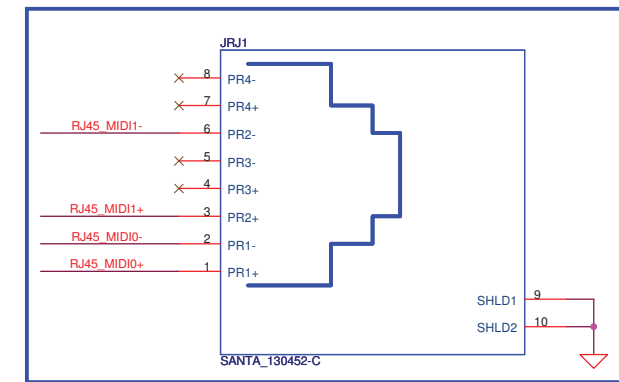 JRJ1
8 PR4-
7 PR4+
RJ45_MIDI1- 6 PR2-
5 PR3-
4 PR3+
RJ45_MIDI1+ 3 PR2+
RJ45_MIDI0- 2 PR1-
RJ45_MIDI0+ 1 PR1+
SHLD1 9
SHLD2 10
SANTA_130452-C